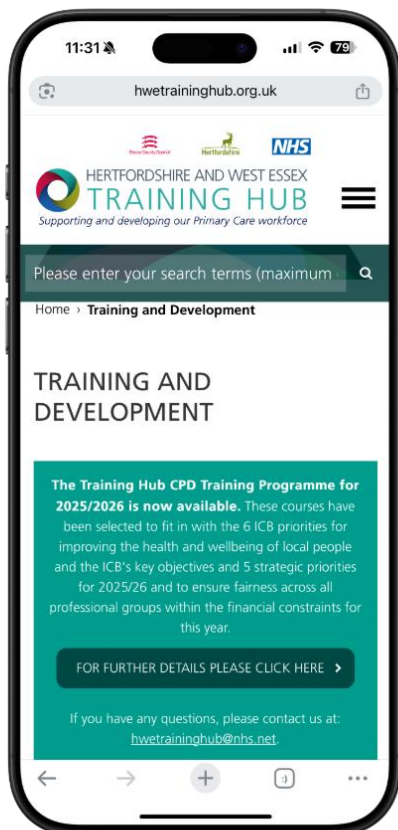 11:31
79
hwetraininghub.org.uk
Essex County Council
Hertfordshire
NHS
HERTFORDSHIRE AND WEST ESSEX
TRAINING HUB
Supporting and developing our Primary Care workforce
Please enter your search terms (maximum
Home › Training and Development
TRAINING AND
DEVELOPMENT
The Training Hub CPD Training Programme for
2025/2026 is now available. These courses have
been selected to fit in with the 6 ICB priorities for
improving the health and wellbeing of local people
and the ICB's key objectives and 5 strategic priorities
for 2025/26 and to ensure fairness across all
professional groups within the financial constraints for
this year.
FOR FURTHER DETAILS PLEASE CLICK HERE >
If you have any questions, please contact us at:
hwetraininghub@nhs.net.
:)